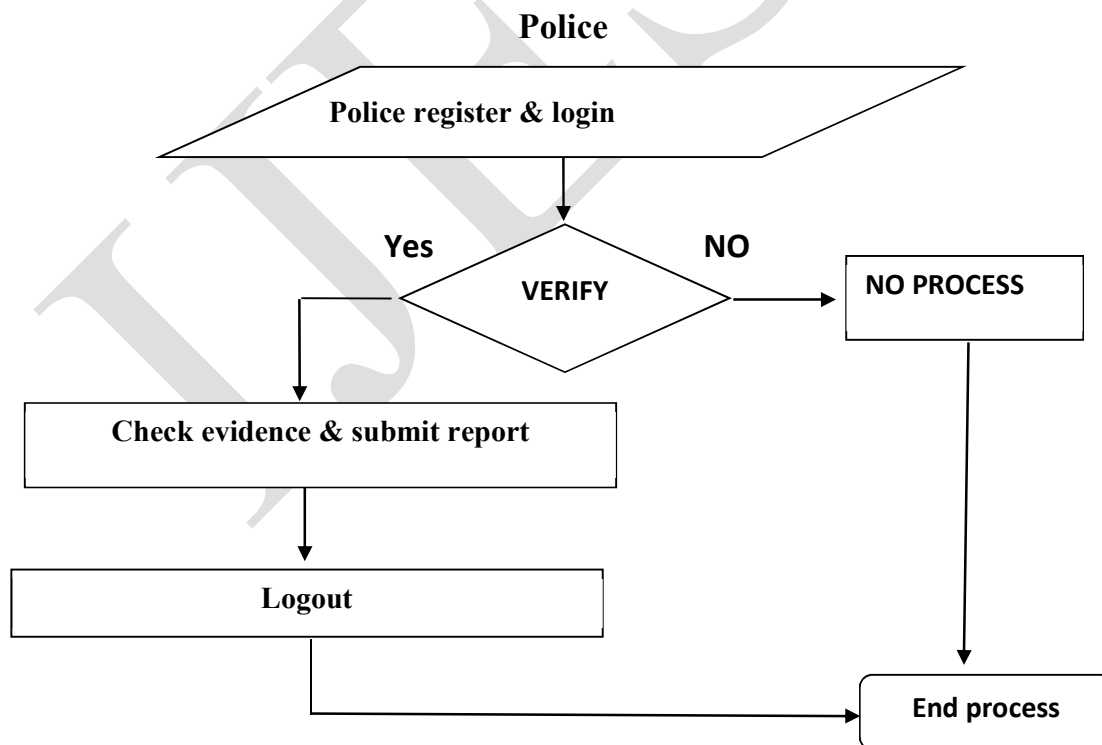 Police
Police register & login
Yes
NO
VERIFY
NO PROCESS
Check evidence & submit report
Logout
End process